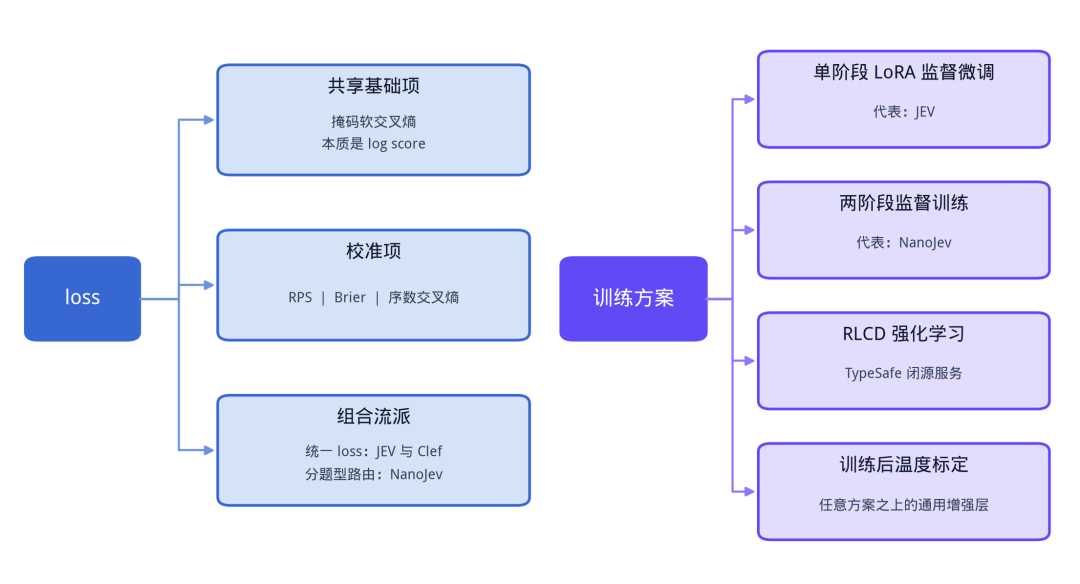 loss
共享基础项
掩码软交叉熵
本质是 log score
校准项
RPS | Brier | 序数交叉熵
组合流派
统一 loss：JEV 与 Clef
分题型路由：NanoJev
训练方案
单阶段 LoRA 监督微调
代表：JEV
两阶段监督训练
代表：NanoJev
RLCD 强化学习
TypeSafe 闭源服务
训练后温度标定
任意方案之上的通用增强层